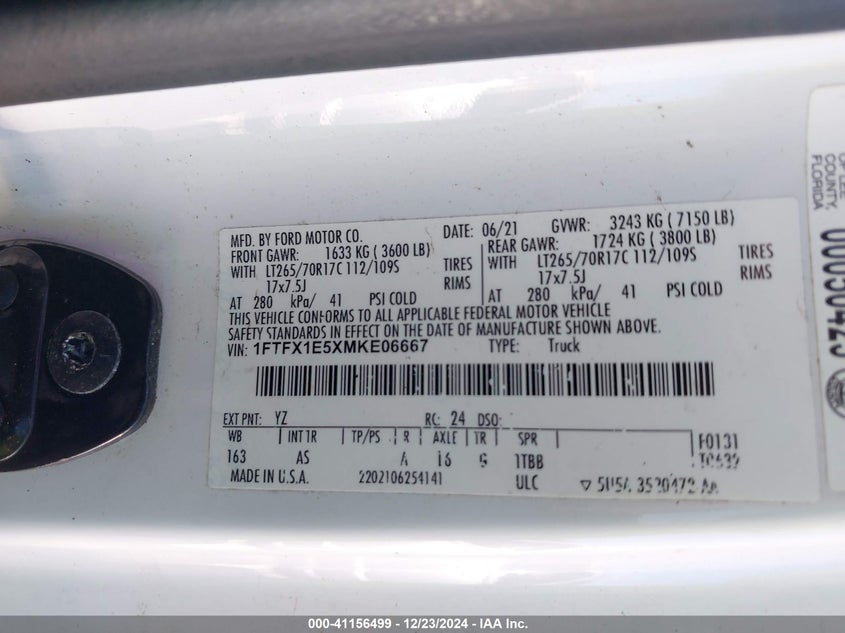 MFD. BY FORD MOTOR CO.
DATE: 06/21 GVWR: 3243 KG ( 7150 LB)
FRONT GAWR: 1633 KG ( 3600 LB) REAR GAWR: 1724 KG ( 3800 LB)
WITH LT265/70R17C 112/109S TIRES WITH LT265/70R17C 112/109S TIRES
17x7.5J RIMS 17x7.5J RIMS
AT 280 kPa/ 41 PSI COLD AT 280 kPa/ 41 PSI COLD
THIS VEHICLE CONFORMS TO ALL APPLICABLE FEDERAL MOTOR VEHICLE
SAFETY STANDARDS IN EFFECT ON THE DATE OF MANUFACTURE SHOWN ABOVE.
VIN: 1FTFX1E5XMKE06667 TYPE: Truck
EXT PNT: YZ RC: 24 DSO:
WB INT TR TP/PS R AXLE TR SPR F0131
163 AS A 1TBB
MADE IN U.S.A. 2202106254141 ULC
OF LEE
COUNTY,
FLORIDA
000-41156499 - 12/23/2024 - IAA Inc.